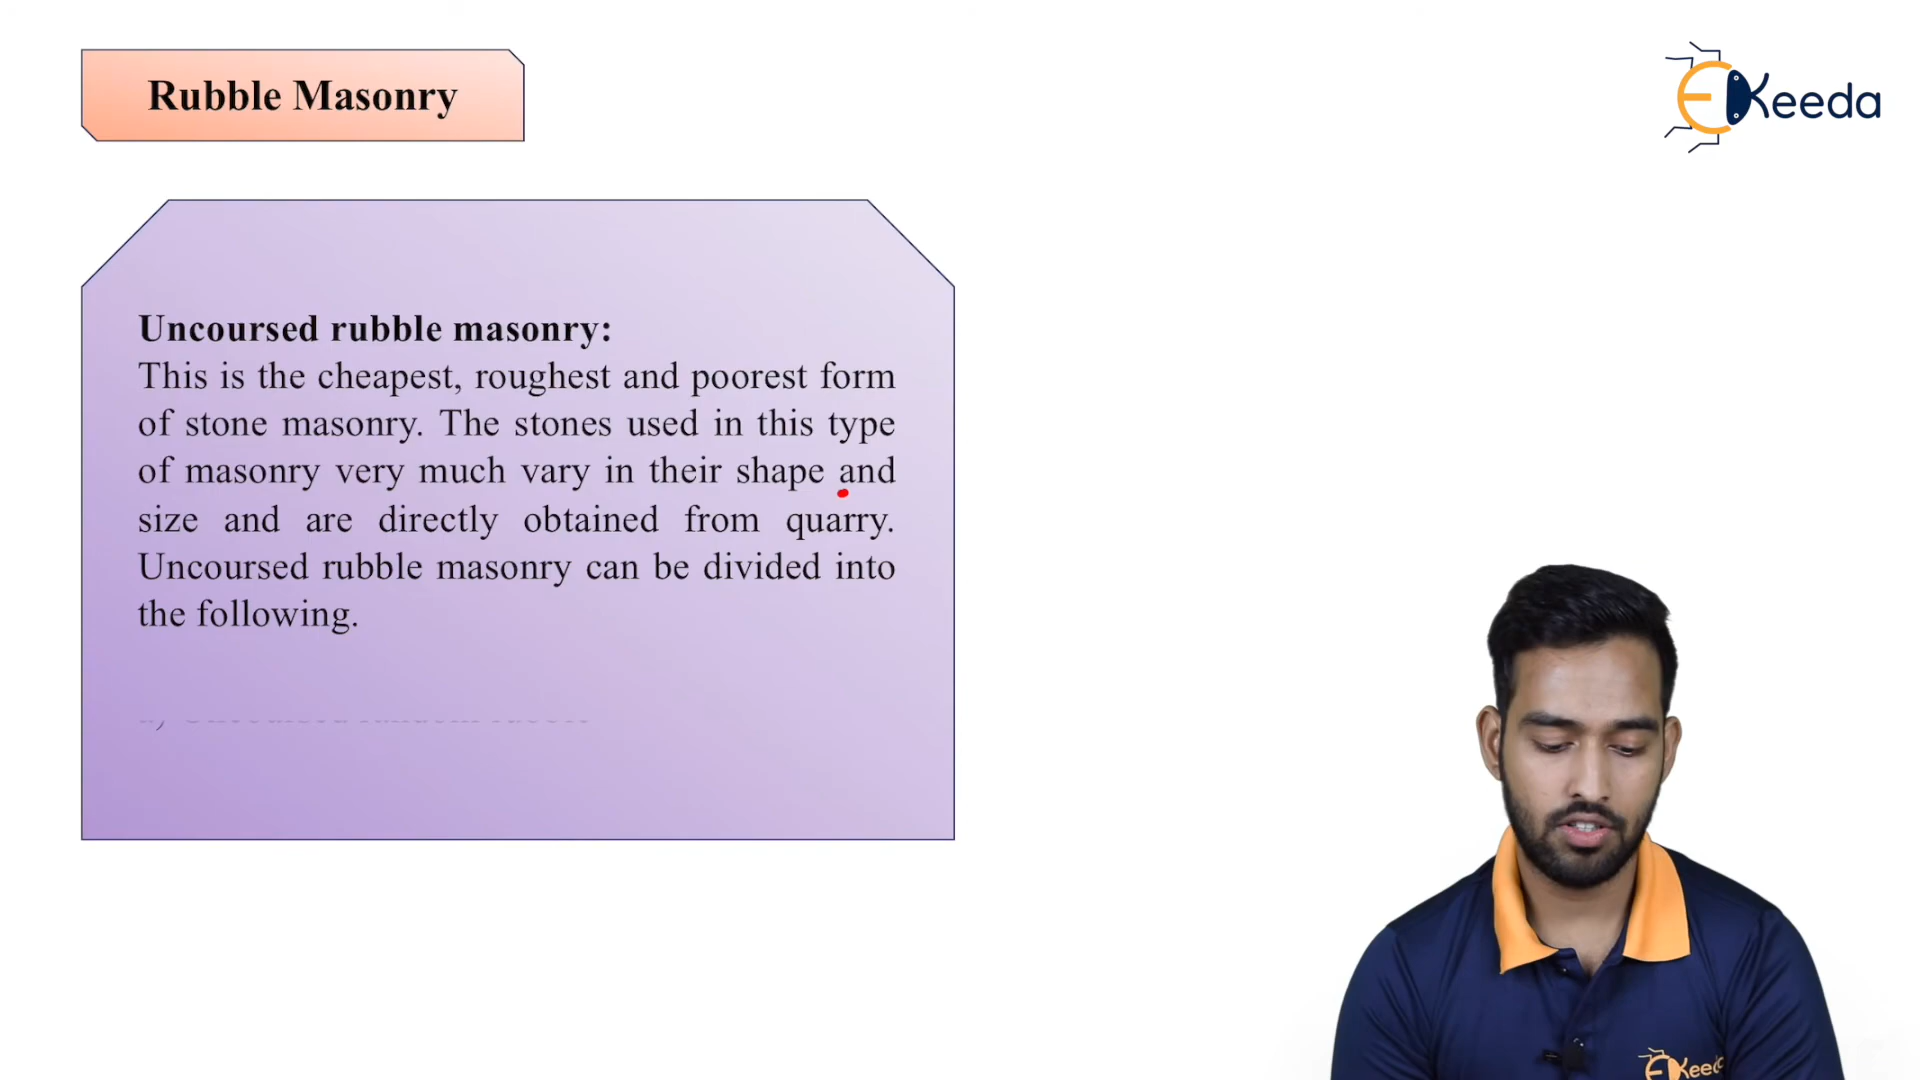 Rubble Masonry
EKeeda
Uncoursed rubble masonry:
This is the cheapest, roughest and poorest form
of stone masonry. The stones used in this type
of masonry very much vary in their shape and
size and are directly obtained from quarry.
Uncoursed rubble masonry can be divided into
the following.